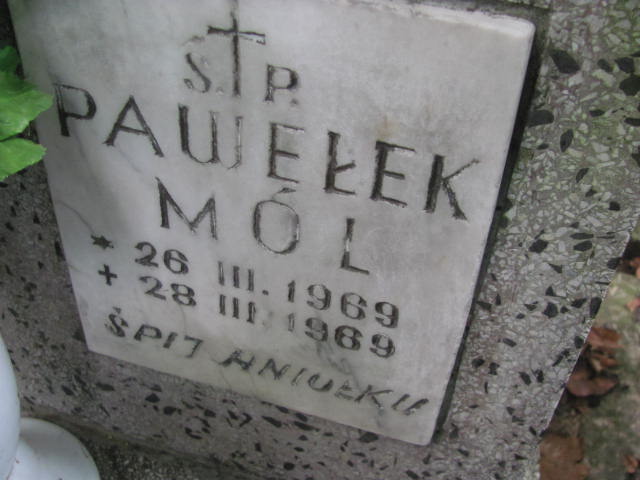 Ś.†P.
PAWEŁEK
MÓL
* 26 III. 1969
+ 28 III. 1969
ŚPIJ ANIOŁKU